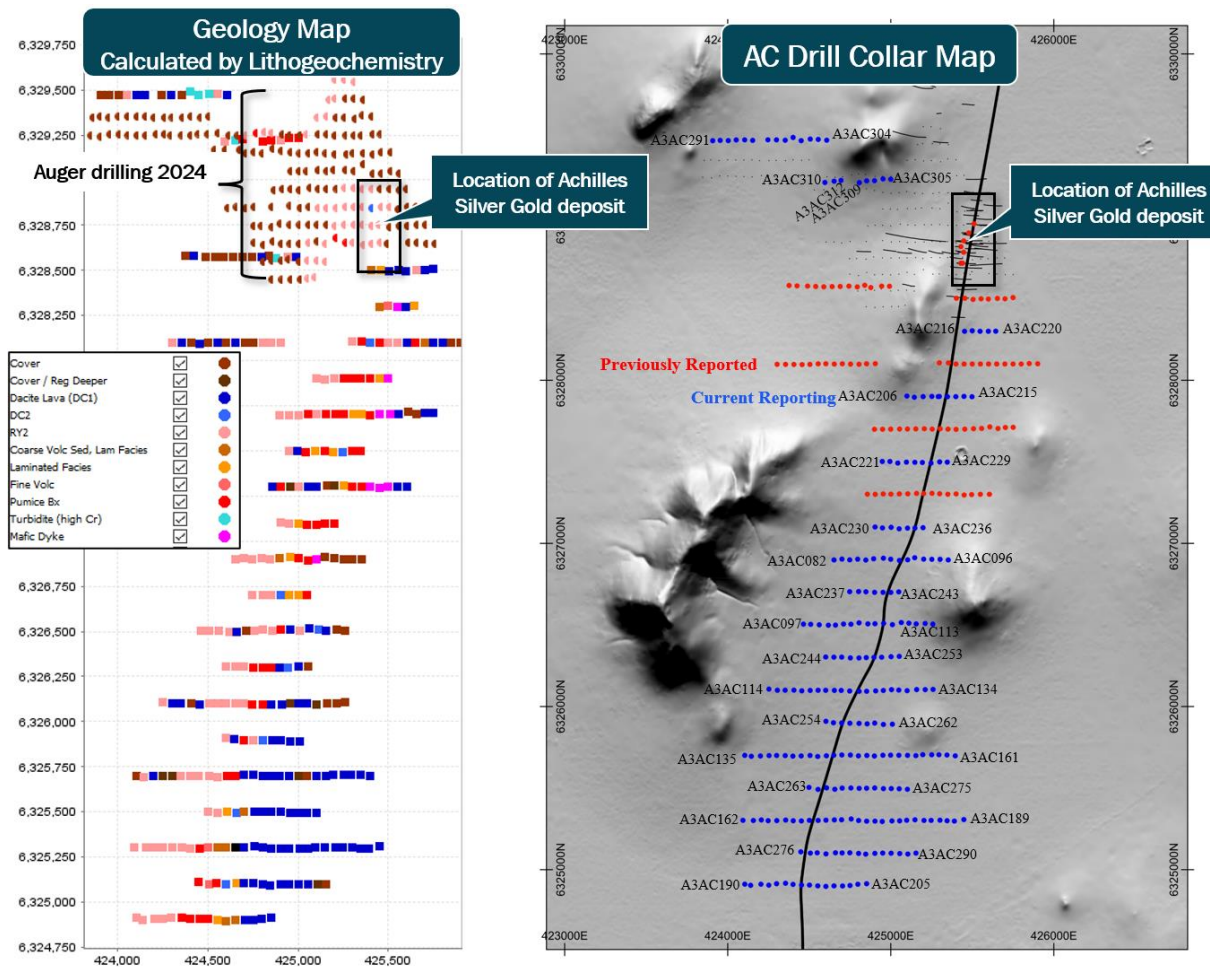 Geology Map
Calculated by Lithogeochemistry
6,329,750
6,329,500
6,329,250
6,328,750
6,328,500
6,328,250
Auger drilling 2024
Location of Achilles
Silver Gold deposit
Cover
Cover / Reg Deeper
Dacite Lava (DC1)
DC2
RY2
Coarse Volc Sed, Lam Facies
Laminated Facies
Fine Volc
Pumice Bx
Turbidite (high Cr)
Mafic Dyke
6,326,750
6,326,500
6,326,250
6,326,000
6,325,750
6,325,500
6,325,250
6,325,000
6,324,750
424,000
424,500
425,000
425,500
AC Drill Collar Map
423000E
426000E
6330000N
6330000N
A3AC291
A3AC304
A3AC310
A3AC305
A3AC312
A3AC309
Location of Achilles
Silver Gold deposit
A3AC216
A3AC220
Previously Reported
6328000N
6328000N
Current Reporting
A3AC206
A3AC215
A3AC221
A3AC229
A3AC230
A3AC236
6327000N
6327000N
A3AC082
A3AC096
A3AC237
A3AC243
A3AC097
A3AC113
A3AC244
A3AC253
A3AC114
A3AC134
6326000N
6326000N
A3AC254
A3AC262
A3AC135
A3AC161
A3AC263
A3AC275
A3AC162
A3AC189
A3AC276
A3AC290
6325000N
6325000N
A3AC190
A3AC205
423000E
424000E
425000E
426000E